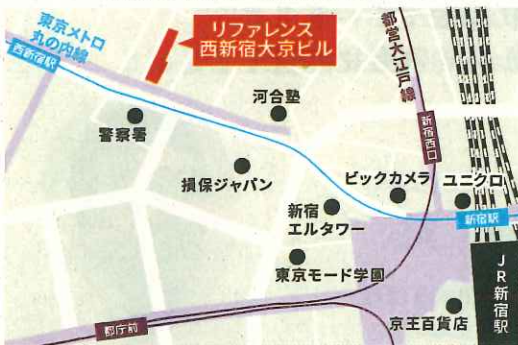 東京メトロ
丸の内線
西新宿駅
リファレンス
西新宿大京ビル
都営大江戸線
河合塾
警察署
新宿西口
損保ジャパン
ビックカメラ
ユニクロ
新宿
エルタワー
新宿駅
東京モード学園
JR新宿駅
都庁前
京王百貨店